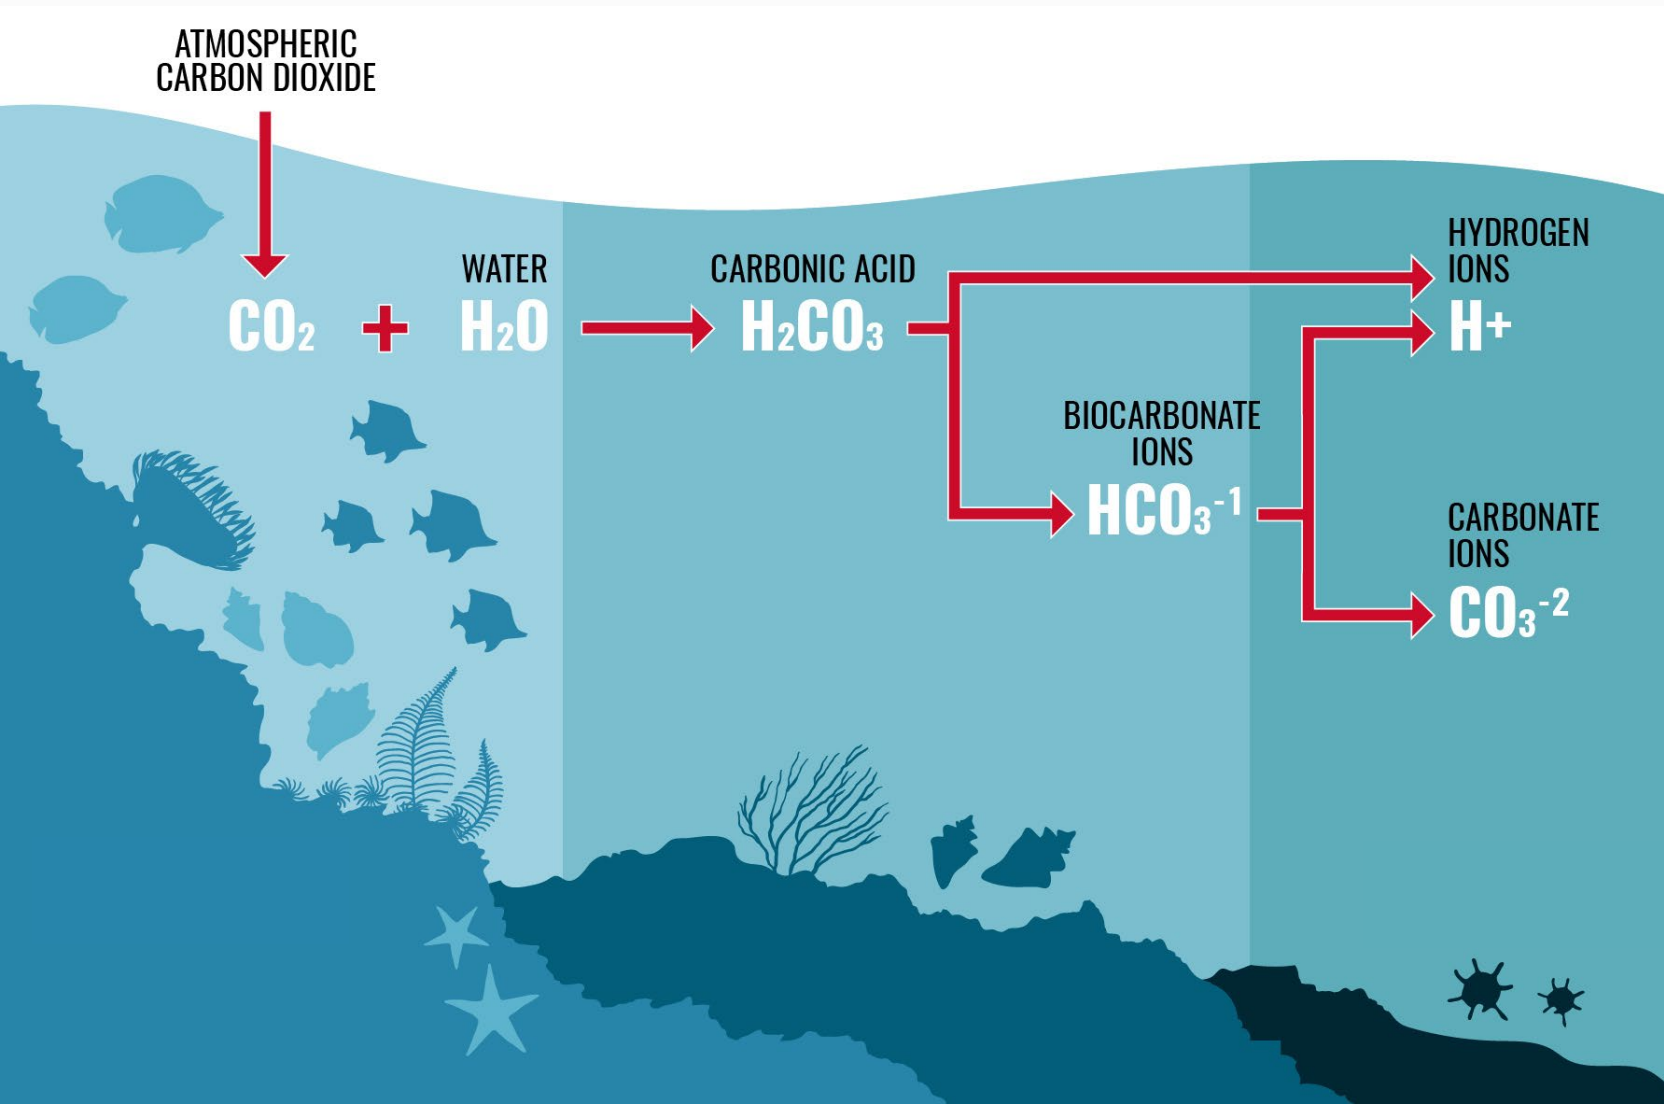 ATMOSPHERIC
CARBON DIOXIDE
WATER
CO₂ + H₂O
CARBONIC ACID
H₂CO₃
HYDROGEN
IONS
H+
BIOCARBONATE
IONS
HCO₃⁻¹
CARBONATE
IONS
CO₃⁻²